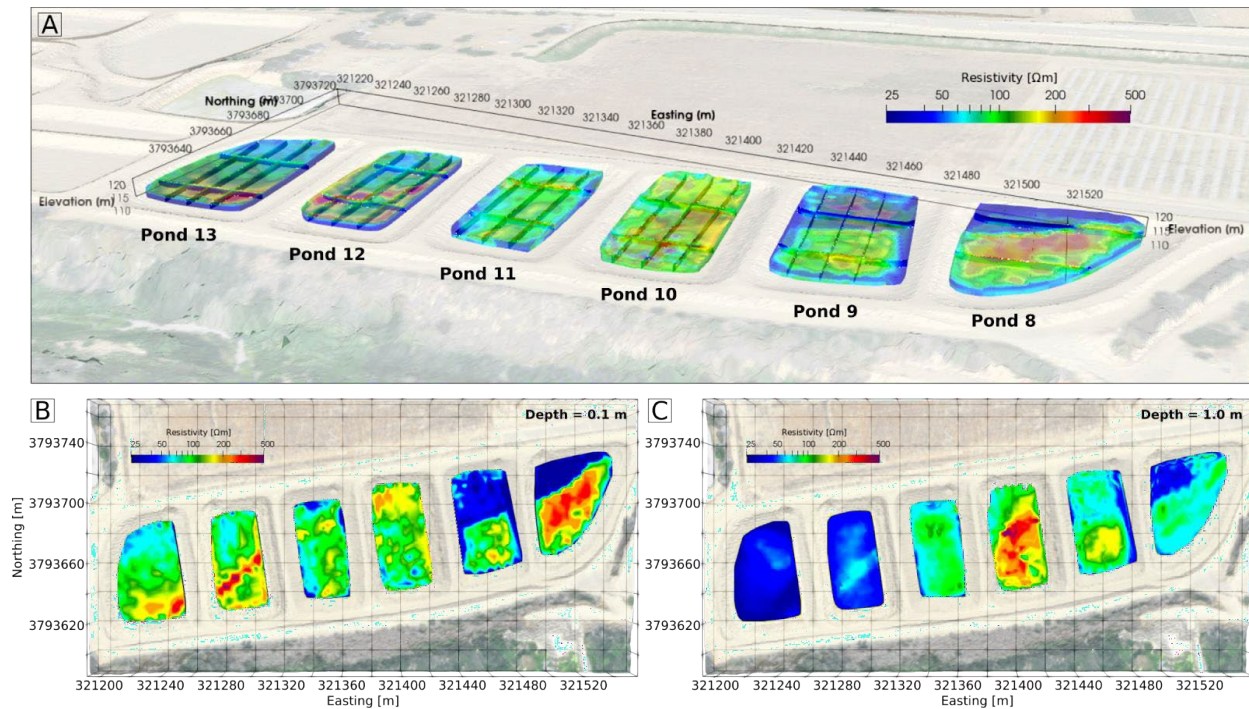 A
Resistivity [Ωm]
25 50 100 200 500
Northing (m)
3793720
3793700
3793680
3793660
3793640
321220
321240
321260
321280
321300
321320
321340
321360
321380
321400
321420
321440
321460
321480
321500
321520
Easting (m)
120
115
110
Elevation (m)
120
115
110
Elevation (m)
Pond 13
Pond 12
Pond 11
Pond 10
Pond 9
Pond 8
B
Depth = 0.1 m
Resistivity [Ωm]
25 50 100 200 500
3793740
3793700
3793660
3793620
Northing [m]
321200 321240 321280 321320 321360 321400 321440 321480 321520
Easting [m]
C
Depth = 1.0 m
Resistivity [Ωm]
25 50 100 200 500
3793740
3793700
3793660
3793620
321200 321240 321280 321320 321360 321400 321440 321480 321520
Easting [m]